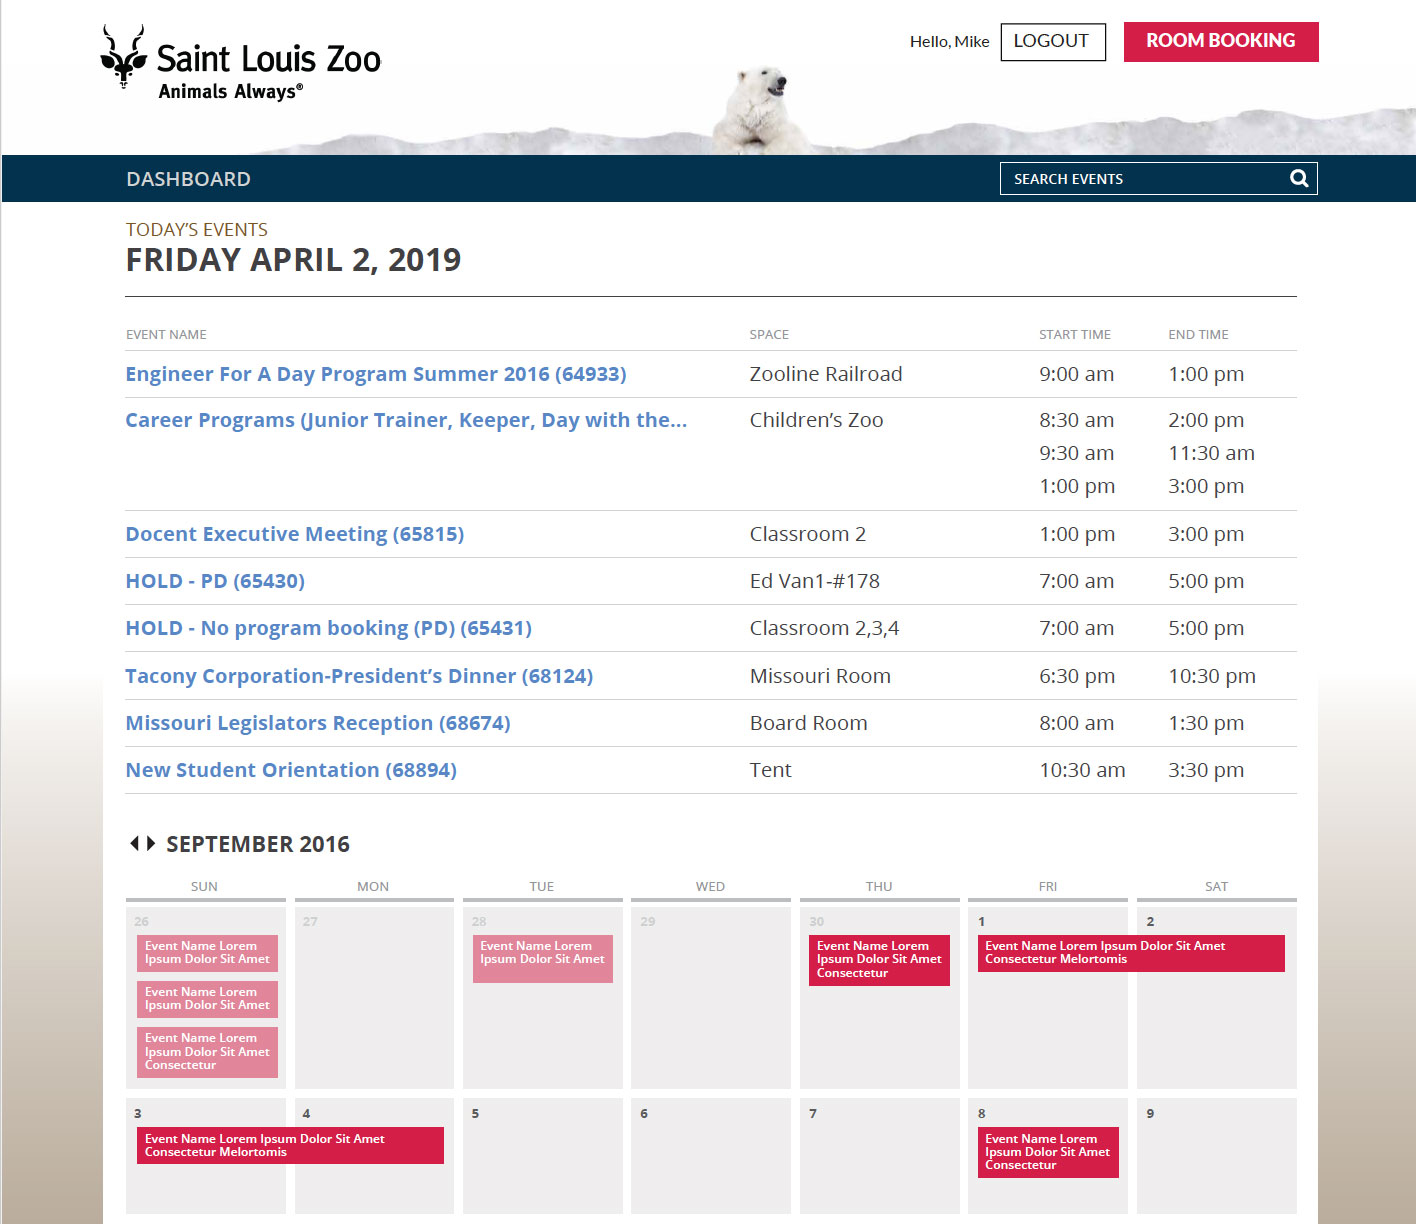 Saint Louis Zoo
Animals Always®
Hello, Mike
LOGOUT
ROOM BOOKING
DASHBOARD
SEARCH EVENTS
TODAY'S EVENTS
FRIDAY APRIL 2, 2019
EVENT NAME SPACE START TIME END TIME
Engineer For A Day Program Summer 2016 (64933) Zooline Railroad 9:00 am 1:00 pm
Career Programs (Junior Trainer, Keeper, Day with the... Children's Zoo 8:30 am 2:00 pm
9:30 am 11:30 am
1:00 pm 3:00 pm
Docent Executive Meeting (65815) Classroom 2 1:00 pm 3:00 pm
HOLD - PD (65430) Ed Van1-#178 7:00 am 5:00 pm
HOLD - No program booking (PD) (65431) Classroom 2,3,4 7:00 am 5:00 pm
Tacony Corporation-President's Dinner (68124) Missouri Room 6:30 pm 10:30 pm
Missouri Legislators Reception (68674) Board Room 8:00 am 1:30 pm
New Student Orientation (68894) Tent 10:30 am 3:30 pm
SEPTEMBER 2016
SUN MON TUE WED THU FRI SAT
26
Event Name Lorem
Ipsum Dolor Sit Amet
Event Name Lorem
Ipsum Dolor Sit Amet
Event Name Lorem
Ipsum Dolor Sit Amet
Consectetur
27
28
Event Name Lorem
Ipsum Dolor Sit Amet
29
30
Event Name Lorem
Ipsum Dolor Sit Amet
Consectetur
1 2
Event Name Lorem Ipsum Dolor Sit Amet
Consectetur Melortomis
3 4
Event Name Lorem Ipsum Dolor Sit Amet
Consectetur Melortomis
5
6
7
8
Event Name Lorem
Ipsum Dolor Sit Amet
Consectetur
9